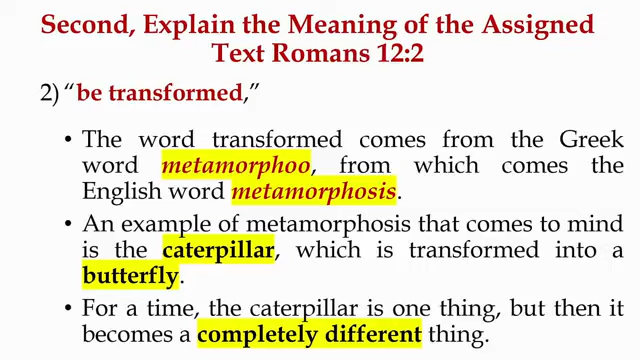 Second, Explain the Meaning of the Assigned
Text Romans 12:2
2) “be transformed,”
• The word transformed comes from the Greek
word metamorphoo, from which comes the
English word metamorphosis.
• An example of metamorphosis that comes to mind
is the caterpillar, which is transformed into a
butterfly.
• For a time, the caterpillar is one thing, but then it
becomes a completely different thing.